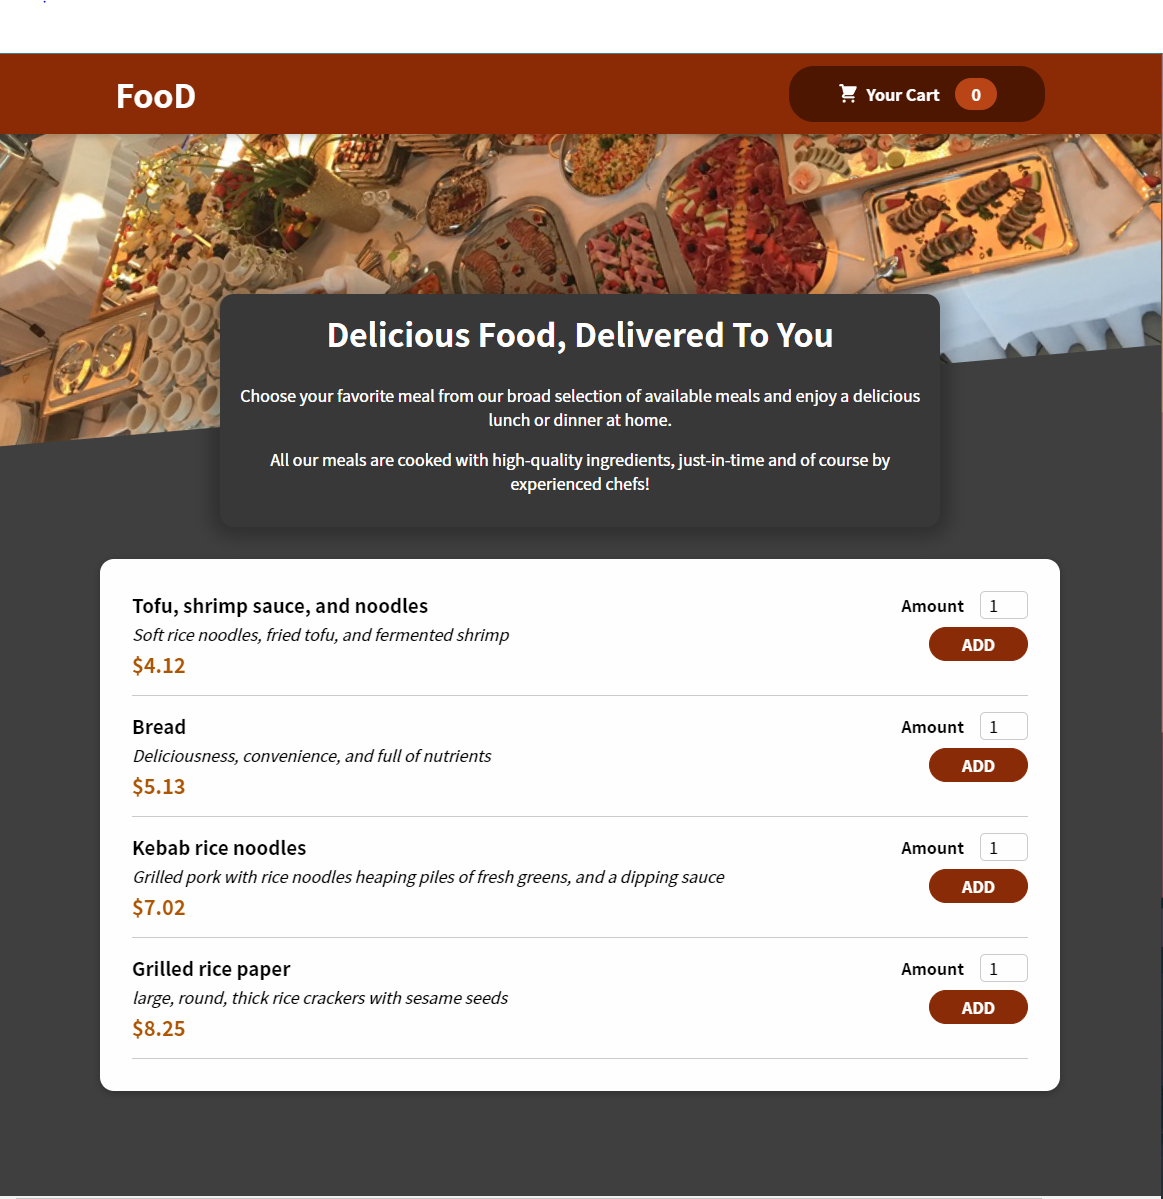 FooD
Your Cart 0
Delicious Food, Delivered To You
Choose your favorite meal from our broad selection of available meals and enjoy a delicious
lunch or dinner at home.
All our meals are cooked with high-quality ingredients, just-in-time and of course by
experienced chefs!
Tofu, shrimp sauce, and noodles
Amount 1
Soft rice noodles, fried tofu, and fermented shrimp
ADD
$4.12
Bread
Amount 1
Deliciousness, convenience, and full of nutrients
ADD
$5.13
Kebab rice noodles
Amount 1
Grilled pork with rice noodles heaping piles of fresh greens, and a dipping sauce
ADD
$7.02
Grilled rice paper
Amount 1
large, round, thick rice crackers with sesame seeds
ADD
$8.25